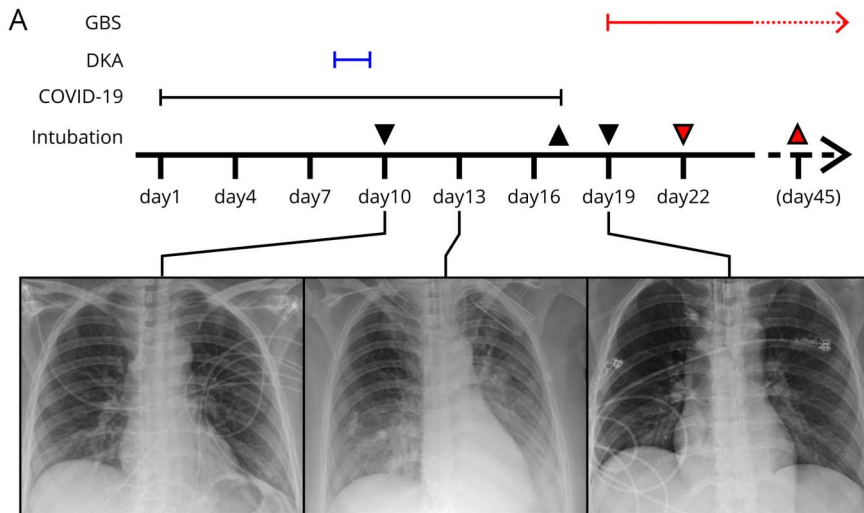 A
GBS
DKA
COVID-19
Intubation
day1 day4 day7 day10 day13 day16 day19 day22 (day45)